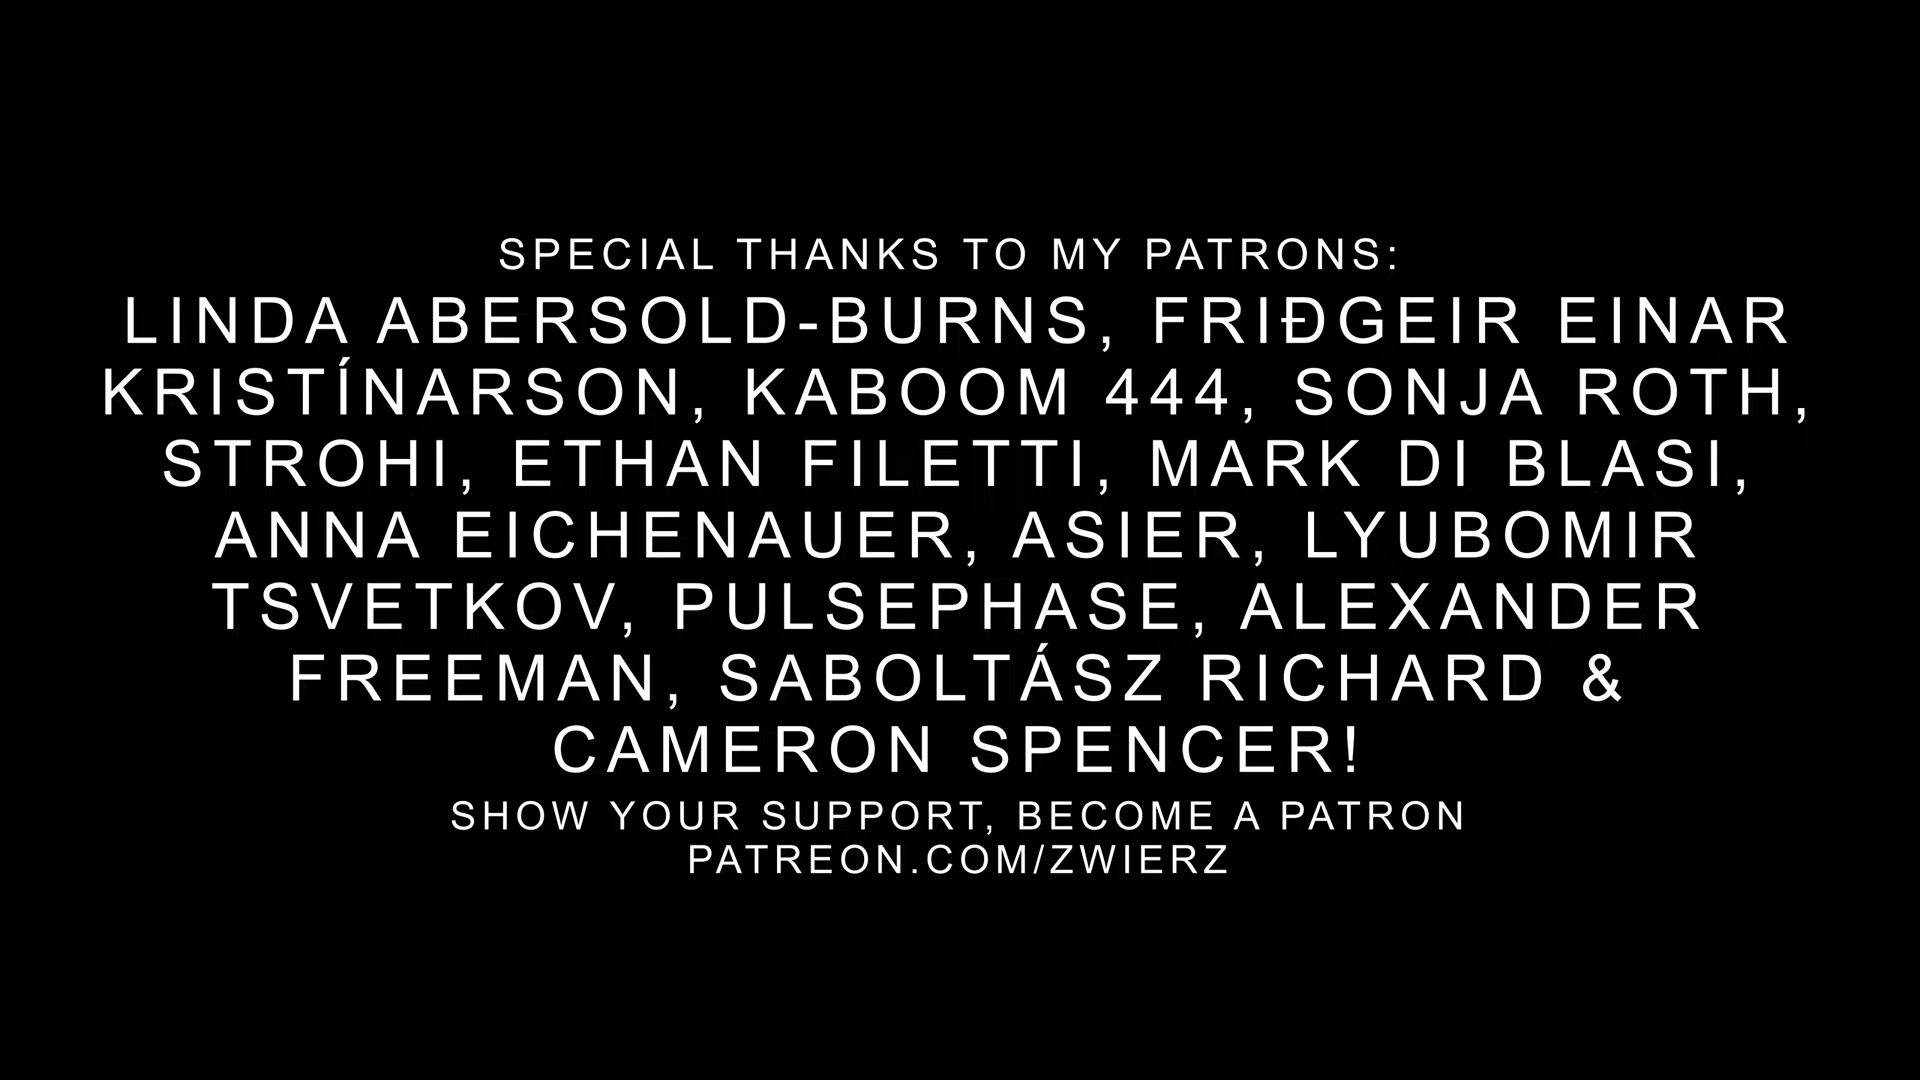 SPECIAL THANKS TO MY PATRONS:
LINDA ABERSOLD-BURNS, FRIÐGEIR EINAR
KRISTÍNARSON, KABOOM 444, SONJA ROTH,
STROHI, ETHAN FILETTI, MARK DI BLASI,
ANNA EICHENAUER, ASIER, LYUBOMIR
TSVETKOV, PULSEPHASE, ALEXANDER
FREEMAN, SABOLTÁSZ RICHARD &
CAMERON SPENCER!
SHOW YOUR SUPPORT, BECOME A PATRON
PATREON.COM/ZWIERZ